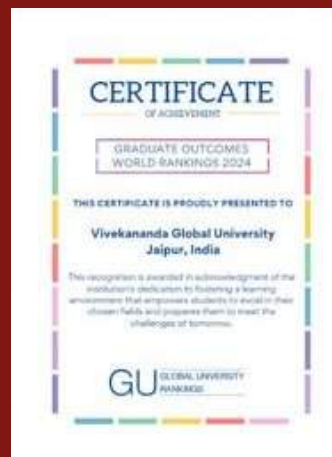 CERTIFICATE
OF ACHIEVEMENT
GRADUATE OUTCOMES
WORLD RANKINGS 2024
THIS CERTIFICATE IS PROUDLY PRESENTED TO
Vivekananda Global University
Jaipur, India
This recognition is awarded in acknowledgment of the
institution's dedication to fostering a learning
environment that empowers students to excel in their
chosen fields and prepares them to meet the
challenges of tomorrow.
GU GLOBAL UNIVERSITY
RANKINGS